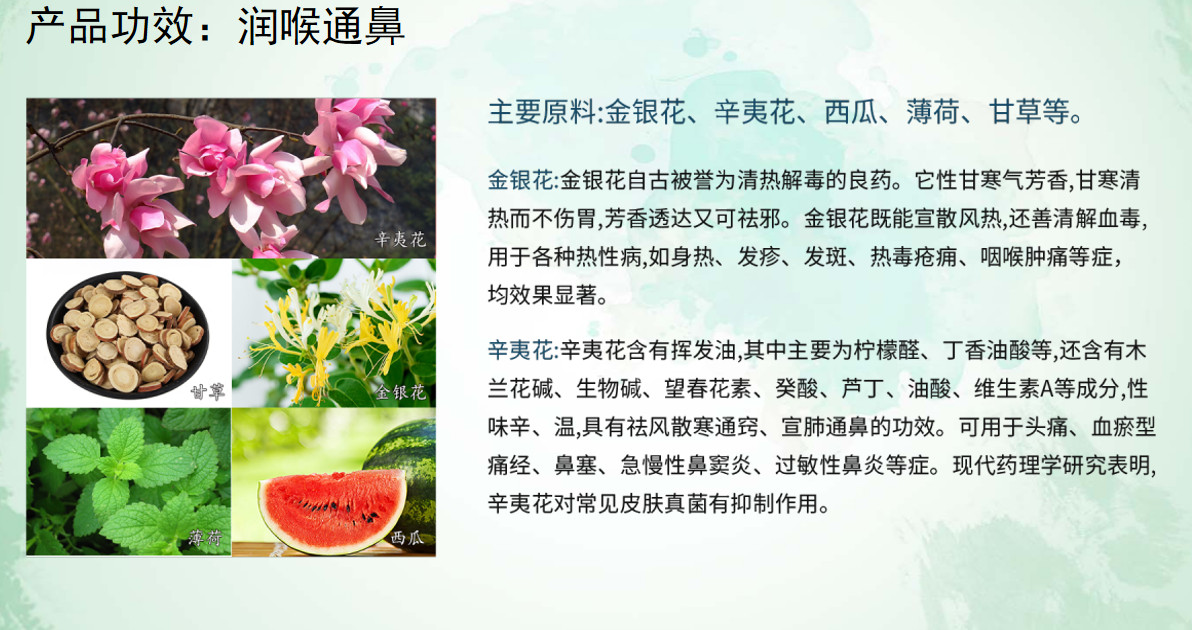 产品功效：润喉通鼻
主要原料:金银花、辛夷花、西瓜、薄荷、甘草等。
辛夷花
甘草
金银花
薄荷
西瓜
金银花:金银花自古被誉为清热解毒的良药。它性甘寒气芳香,甘寒清
热而不伤胃,芳香透达又可祛邪。金银花既能宣散风热,还善清解血毒,
用于各种热性病,如身热、发疹、发斑、热毒疮痈、咽喉肿痛等症，
均效果显著。
辛夷花:辛夷花含有挥发油,其中主要为柠檬醛、丁香油酸等,还含有木
兰花碱、生物碱、望春花素、癸酸、芦丁、油酸、维生素A等成分,性
味辛、温,具有祛风散寒通窍、宣肺通鼻的功效。可用于头痛、血瘀型
痛经、鼻塞、急慢性鼻窦炎、过敏性鼻炎等症。现代药理学研究表明,
辛夷花对常见皮肤真菌有抑制作用。